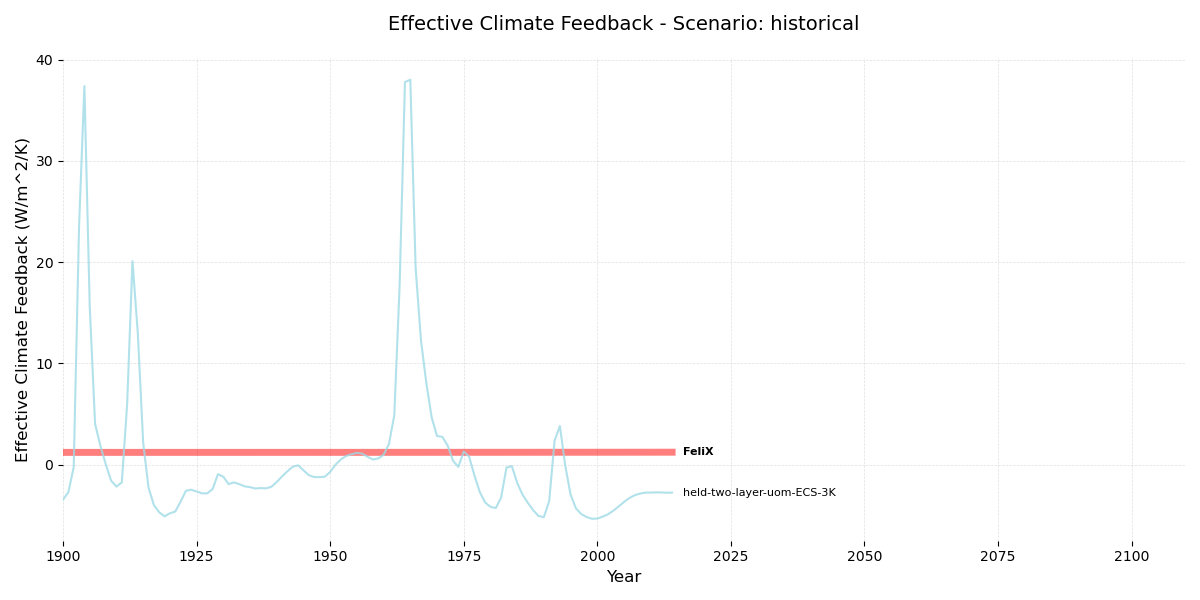 Effective Climate Feedback - Scenario: historical
Effective Climate Feedback (W/m^2/K)
40
30
20
10
0
FeliX
held-two-layer-uom-ECS-3K
1900 1925 1950 1975 2000 2025 2050 2075 2100
Year